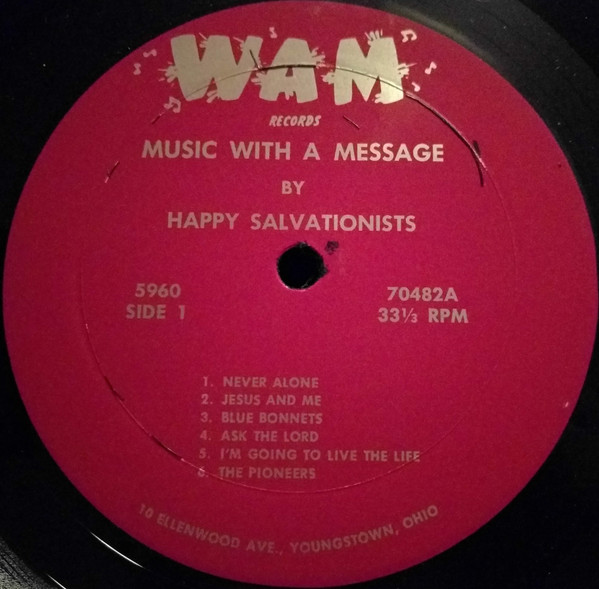 WAM
RECORDS
MUSIC WITH A MESSAGE
BY
HAPPY SALVATIONISTS
5960
SIDE 1
70482A
33⅓ RPM
1. NEVER ALONE
2. JESUS AND ME
3. BLUE BONNETS
4. ASK THE LORD
5. I'M GOING TO LIVE THE LIFE
6. THE PIONEERS
10 ELLENWOOD AVE., YOUNGSTOWN, OHIO